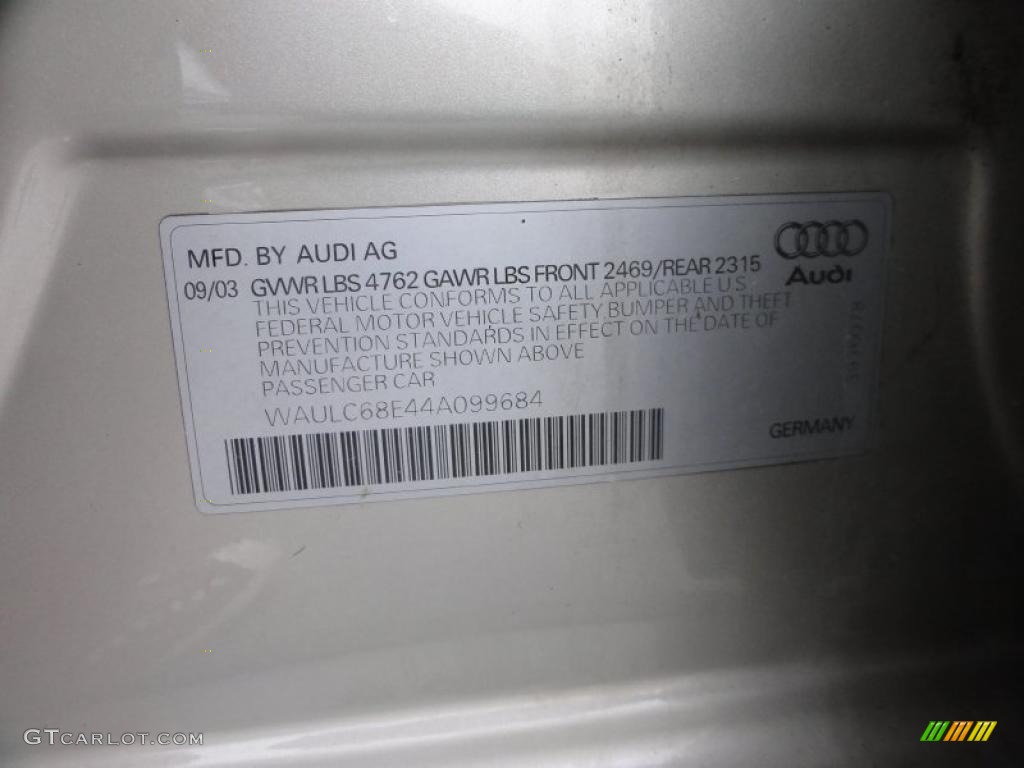 MFD. BY AUDI AG
09/03 GVWR LBS 4762 GAWR LBS FRONT 2469/REAR 2315
THIS VEHICLE CONFORMS TO ALL APPLICABLE U.S.
FEDERAL MOTOR VEHICLE SAFETY, BUMPER AND THEFT
PREVENTION STANDARDS IN EFFECT ON THE DATE OF
MANUFACTURE SHOWN ABOVE
PASSENGER CAR
WAULC68E44A099684
Audi
GERMANY
GTCARLOT.COM